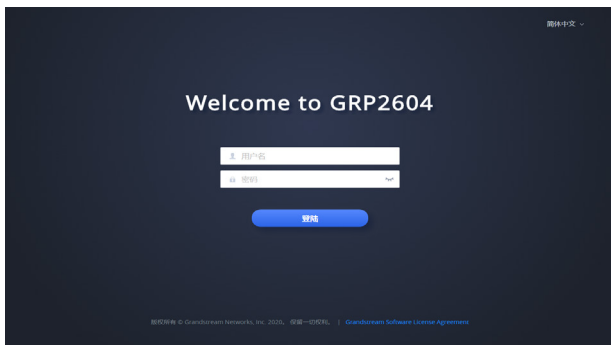 简体中文
Welcome to GRP2604
用户名
密码
登陆
版权所有 © Grandstream Networks, Inc. 2020。 保留一切权利。 | Grandstream Software License Agreement